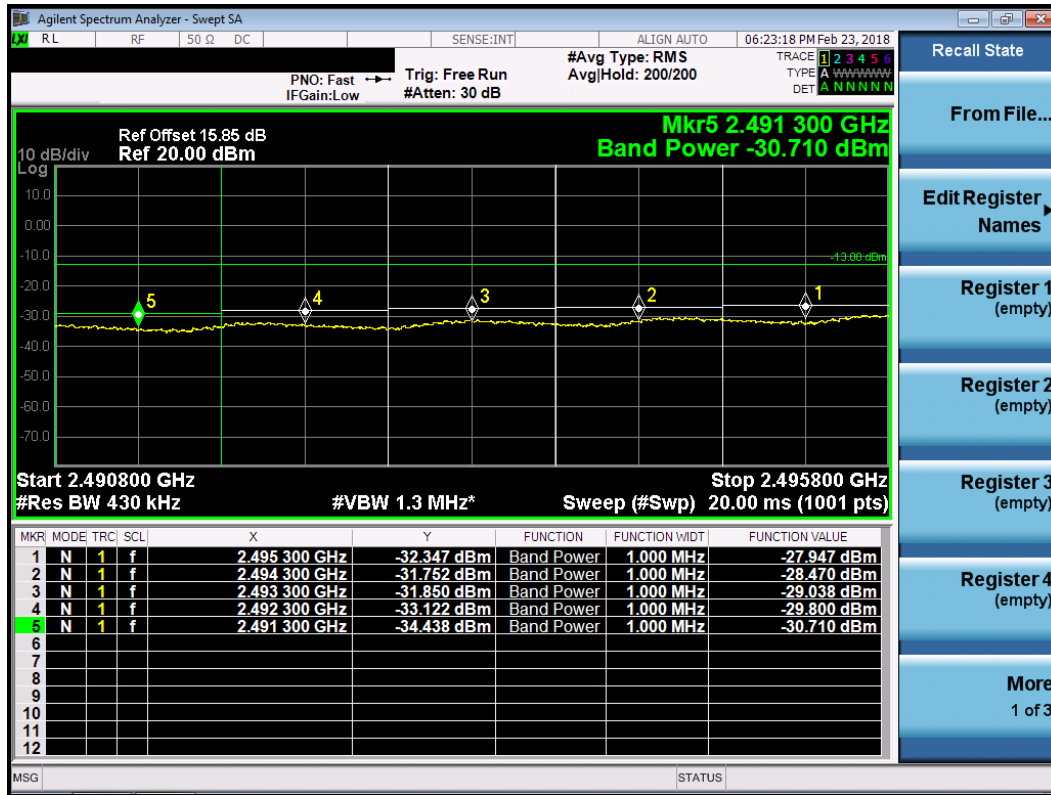 Agilent Spectrum Analyzer - Swept SA
LXI RL RF 50 Ω DC SENSE:INT ALIGN AUTO 06:23:18 PM Feb 23, 2018
PNO: Fast
IFGain:Low
Trig: Free Run
#Atten: 30 dB
#Avg Type: RMS
Avg|Hold: 200/200
TRACE 1 2 3 4 5 6
TYPE A WWWWW
DET A N N N N N
Ref Offset 15.85 dB
10 dB/div Ref 20.00 dBm
Log
Mkr5 2.491 300 GHz
Band Power -30.710 dBm
10.0
0.00
-10.0
-20.0
-30.0
-40.0
-50.0
-60.0
-70.0
-13.00 dBm
5 4 3 2 1
Start 2.490800 GHz Stop 2.495800 GHz
#Res BW 430 kHz #VBW 1.3 MHz* Sweep (#Swp) 20.00 ms (1001 pts)
MKR MODE TRC SCL X Y FUNCTION FUNCTION WIDT FUNCTION VALUE
1 N 1 f 2.495 300 GHz -32.347 dBm Band Power 1.000 MHz -27.947 dBm
2 N 1 f 2.494 300 GHz -31.752 dBm Band Power 1.000 MHz -28.470 dBm
3 N 1 f 2.493 300 GHz -31.850 dBm Band Power 1.000 MHz -29.038 dBm
4 N 1 f 2.492 300 GHz -33.122 dBm Band Power 1.000 MHz -29.800 dBm
5 N 1 f 2.491 300 GHz -34.438 dBm Band Power 1.000 MHz -30.710 dBm
6
7
8
9
10
11
12
MSG STATUS
Recall State
From File...
Edit Register
Names
Register 1
(empty)
Register 2
(empty)
Register 3
(empty)
Register 4
(empty)
More
1 of 3